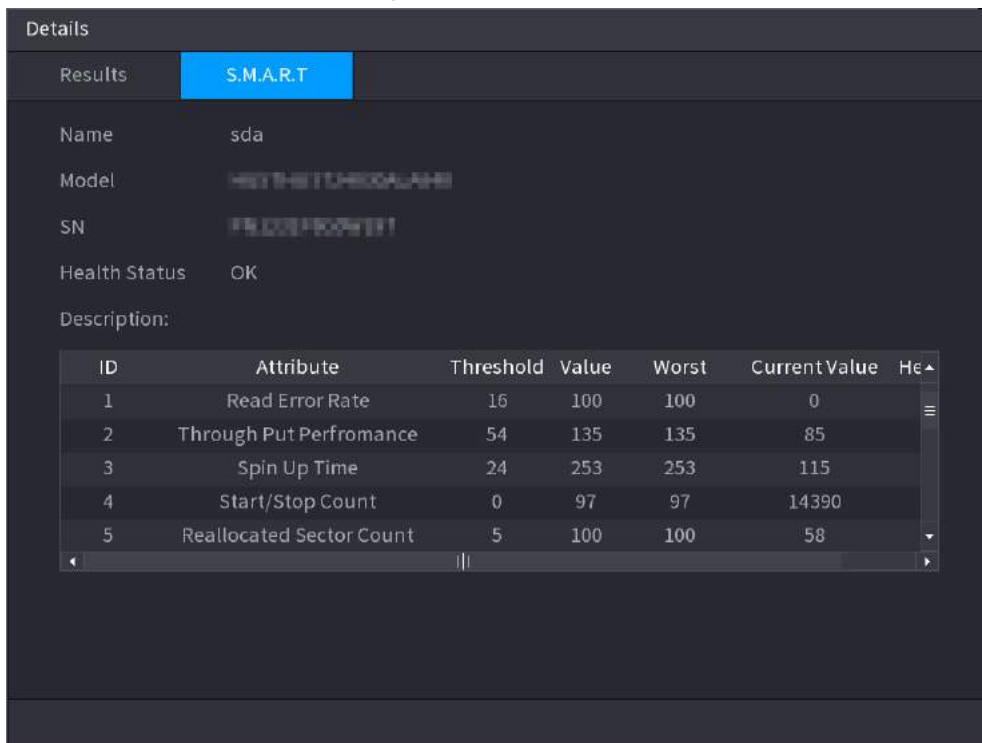 Details
Results S.M.A.R.T
Name sda
Model
SN
Health Status OK
Description:
ID Attribute Threshold Value Worst Current Value He
1 Read Error Rate 16 100 100 0
2 Through Put Perfromance 54 135 135 85
3 Spin Up Time 24 253 253 115
4 Start/Stop Count 0 97 97 14390
5 Reallocated Sector Count 5 100 100 58